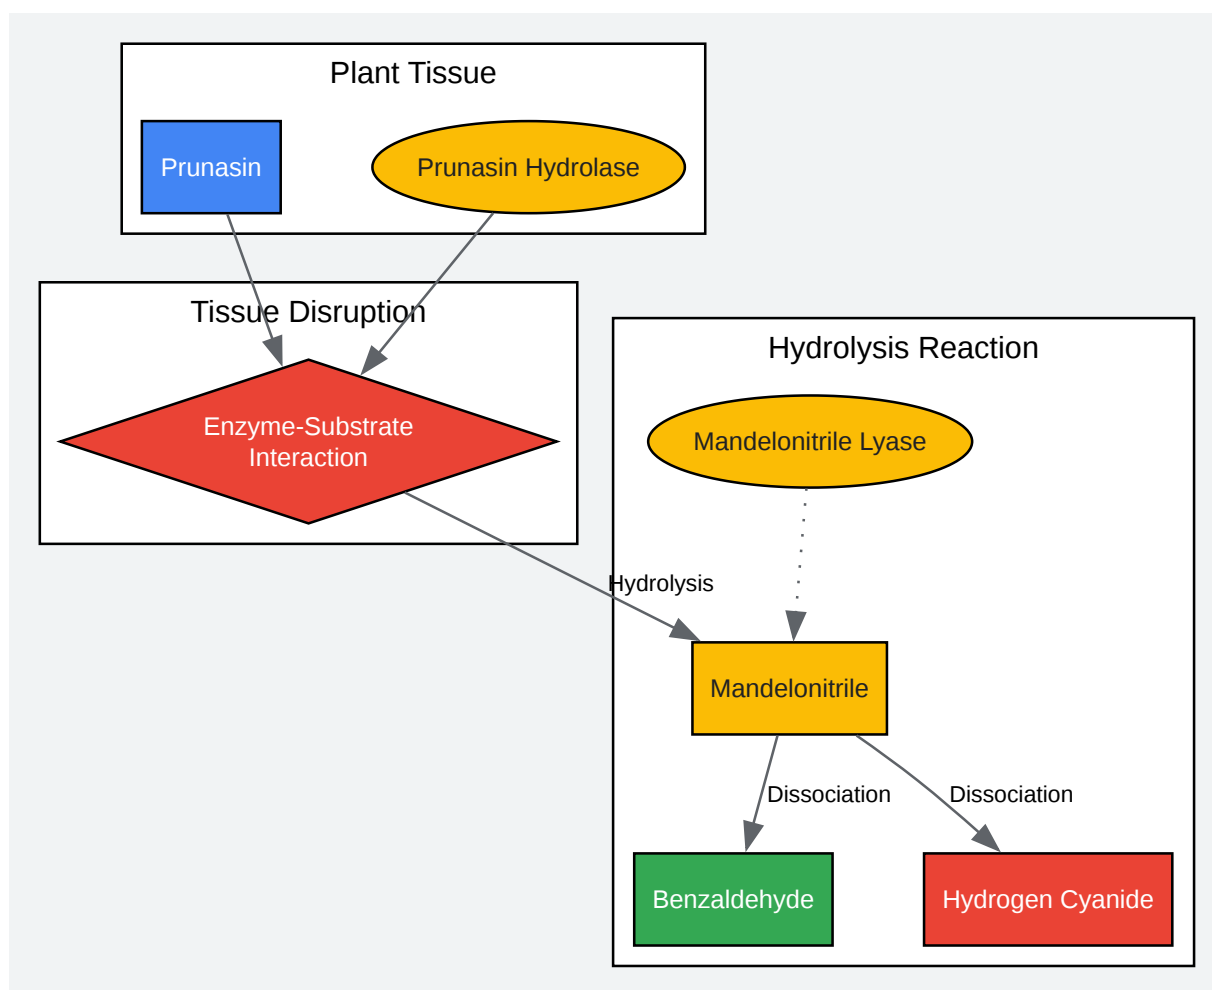 Plant Tissue
Prunasin
Prunasin Hydrolase
Tissue Disruption
Enzyme-Substrate
Interaction
Hydrolysis Reaction
Mandelonitrile Lyase
Hydrolysis
Mandelonitrile
Dissociation
Dissociation
Benzaldehyde
Hydrogen Cyanide